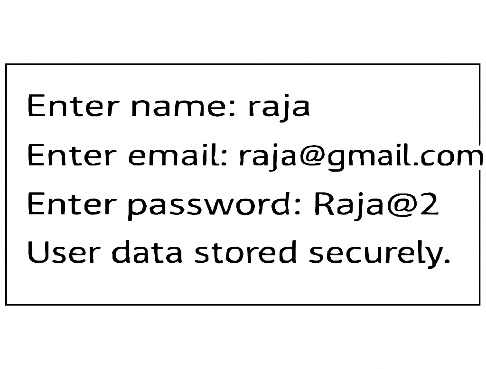 Enter name: raja
Enter email: raja@gmail.com
Enter password: Raja@2
User data stored securely.